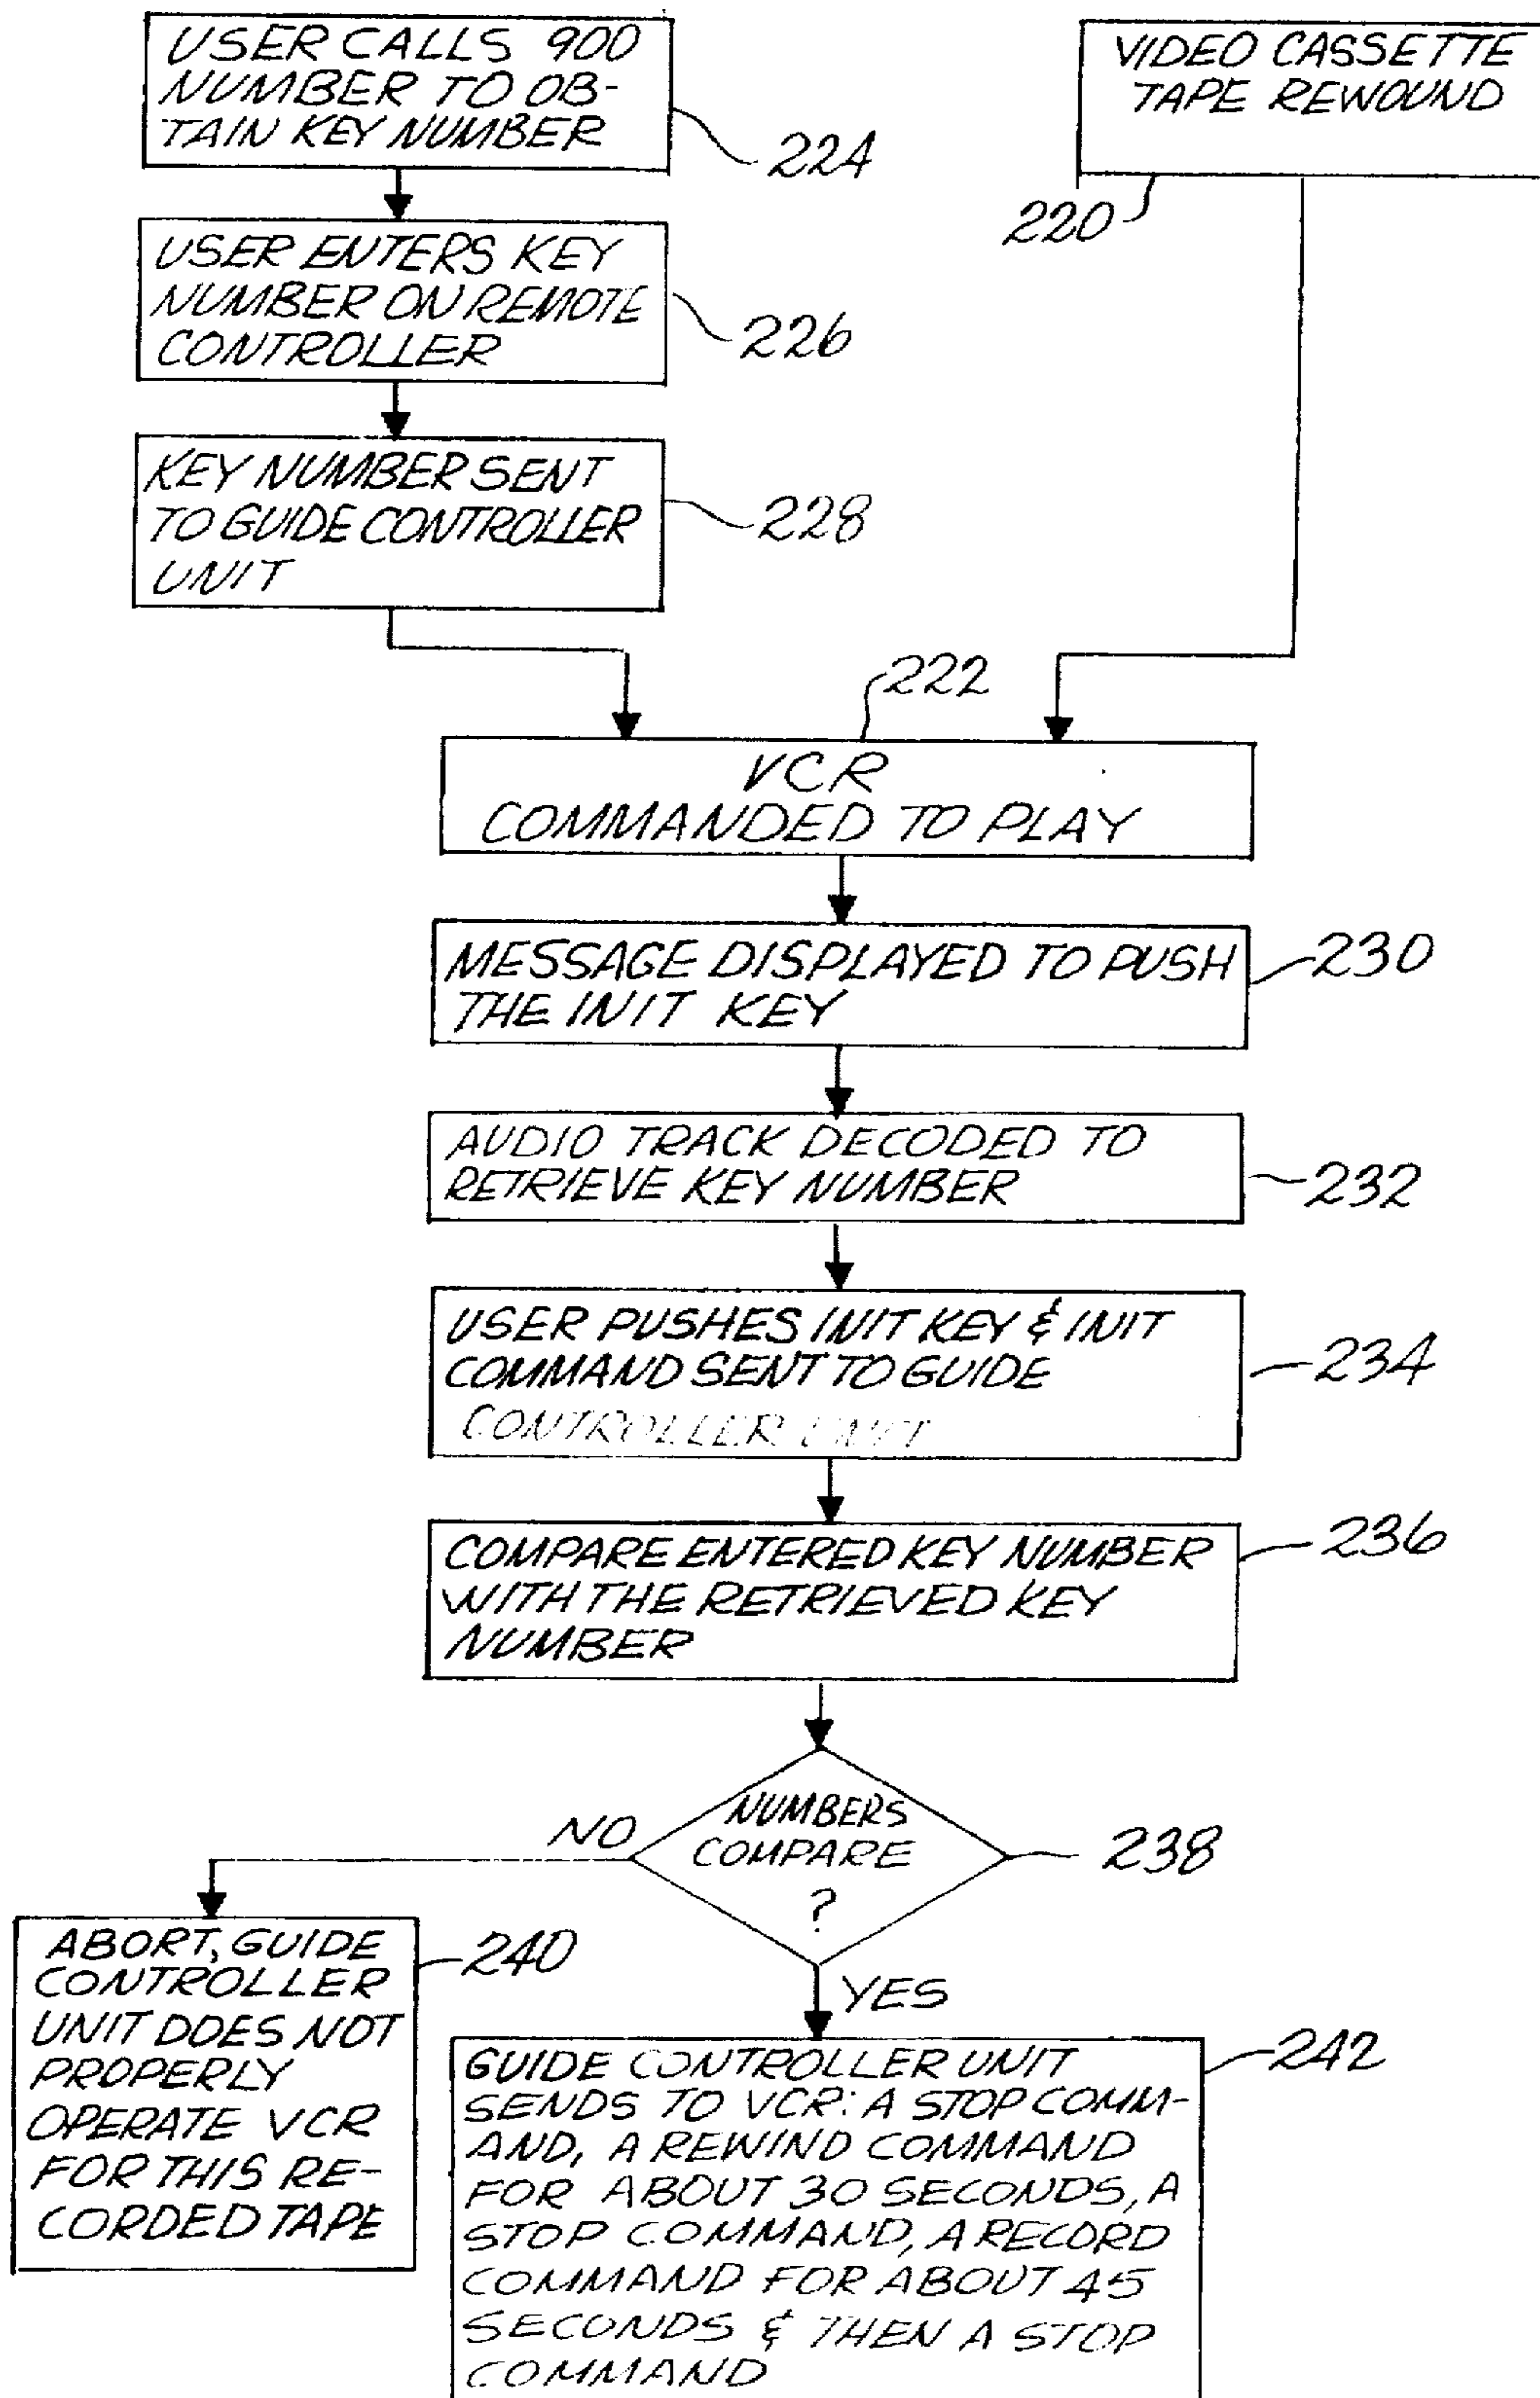 USER CALLS 900
NUMBER TO OB-
TAIN KEY NUMBER
224
VIDEO CASSETTE
TAPE REWOUND
220
USER ENTERS KEY
NUMBER ON REMOTE
CONTROLLER
226
KEY NUMBER SENT
TO GUIDE CONTROLLER
UNIT
228
222
VCR
COMMANDED TO PLAY
MESSAGE DISPLAYED TO PUSH
THE INIT KEY
230
AUDIO TRACK DECODED TO
RETRIEVE KEY NUMBER
232
USER PUSHES INIT KEY & INIT
COMMAND SENT TO GUIDE
CONTROLLER UNIT
234
COMPARE ENTERED KEY NUMBER
WITH THE RETRIEVED KEY
NUMBER
236
NUMBERS
COMPARE
?
238
NO
YES
ABORT, GUIDE
CONTROLLER
UNIT DOES NOT
PROPERLY
OPERATE VCR
FOR THIS RE-
CORDED TAPE
240
GUIDE CONTROLLER UNIT
SENDS TO VCR: A STOP COMM-
AND, A REWIND COMMAND
FOR ABOUT 30 SECONDS, A
STOP COMMAND, A RECORD
COMMAND FOR ABOUT 45
SECONDS & THEN A STOP
COMMAND
242